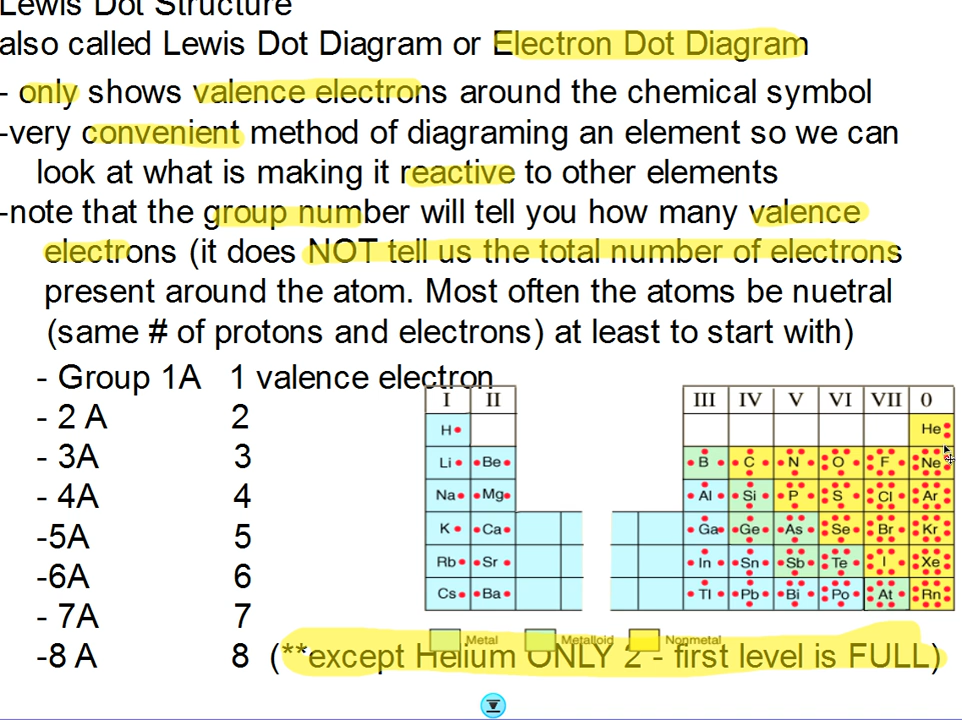 Lewis Dot Structure
also called Lewis Dot Diagram or Electron Dot Diagram
- only shows valence electrons around the chemical symbol
-very convenient method of diagraming an element so we can
look at what is making it reactive to other elements
-note that the group number will tell you how many valence
electrons (it does NOT tell us the total number of electrons
present around the atom. Most often the atoms be nuetral
(same # of protons and electrons) at least to start with)
- Group 1A 1 valence electron
- 2 A 2
- 3A 3
- 4A 4
-5A 5
-6A 6
- 7A 7
-8 A 8 (**except Helium ONLY 2 - first level is FULL)
I II III IV V VI VII 0
H He
Li Be B C N O F Ne
Na Mg Al Si P S Cl Ar
K Ca Ga Ge As Se Br Kr
Rb Sr In Sn Sb Te I Xe
Cs Ba Tl Pb Bi Po At Rn
Metal Metalloid Nonmetal